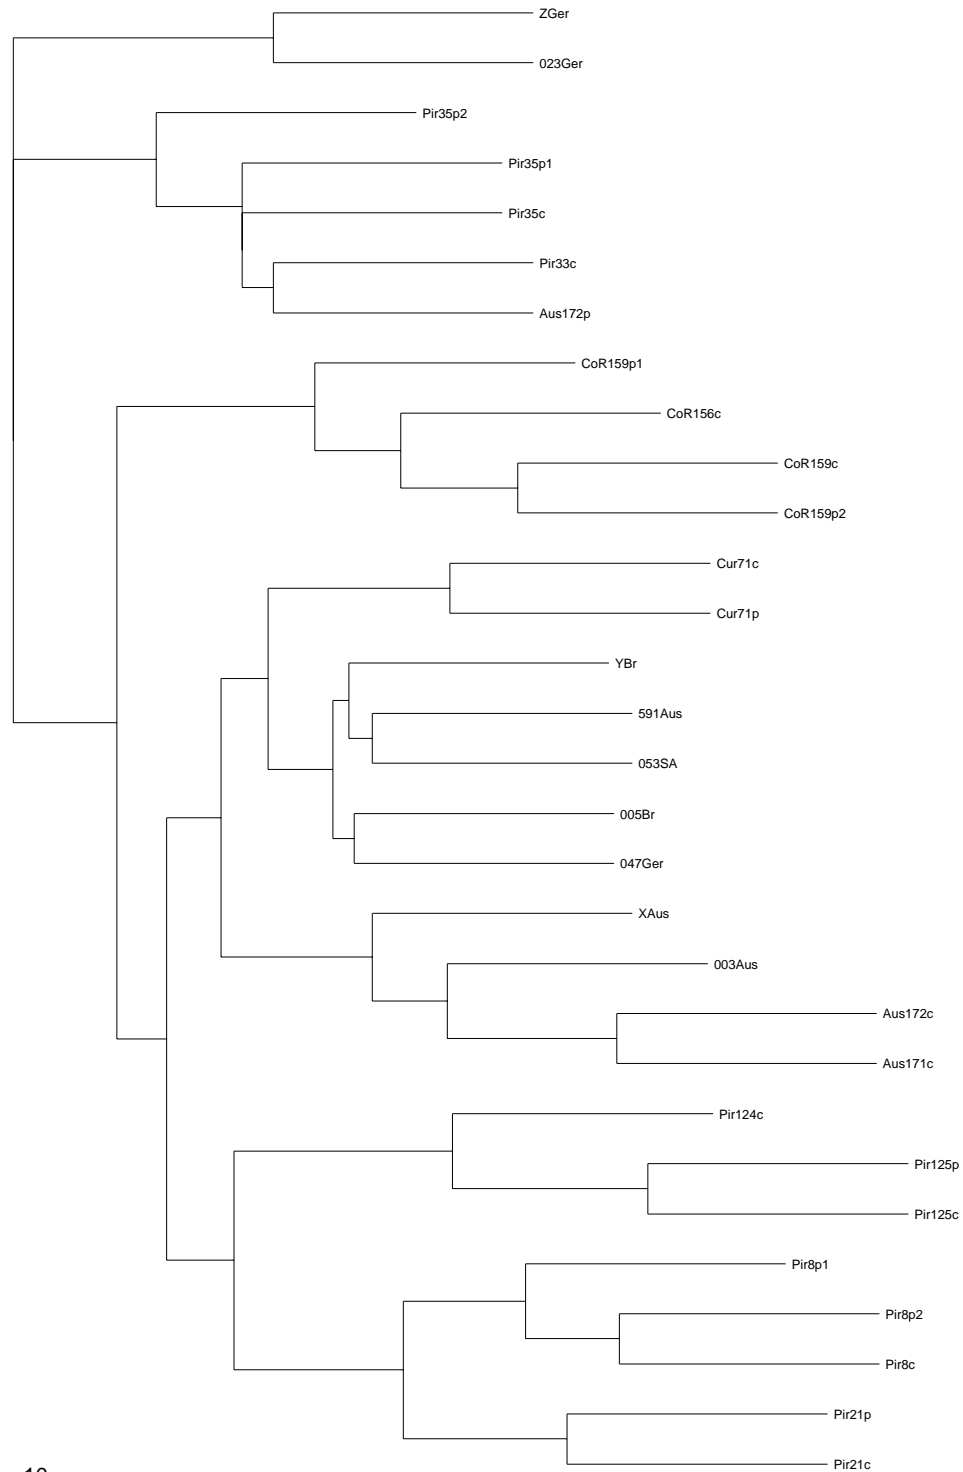 ZGer
023Ger
Pir35p2
Pir35p1
Pir35c
Pir33c
Aus172p
CoR159p1
CoR156c
CoR159c
CoR159p2
Cur71c
Cur71p
YBr
591Aus
053SA
005Br
047Ger
XAus
003Aus
Aus172c
Aus171c
Pir124c
Pir125p
Pir125c
Pir8p1
Pir8p2
Pir8c
Pir21p
Pir21c